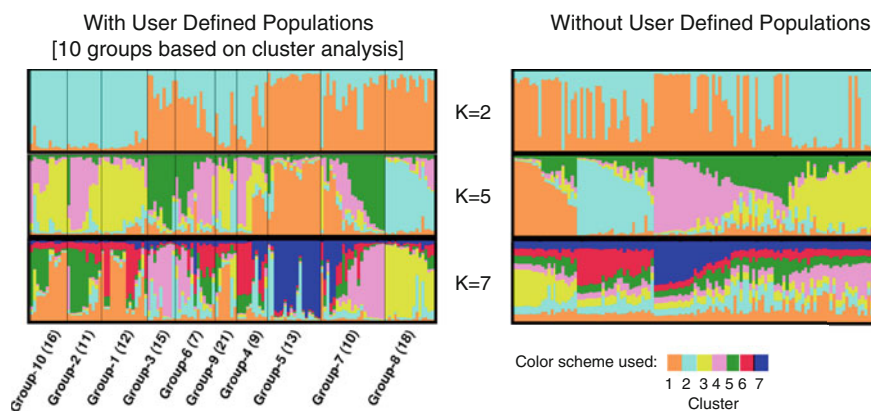 With User Defined Populations
[10 groups based on cluster analysis]
Without User Defined Populations
K=2
K=5
K=7
Group-10 (16)
Group-2 (11)
Group-1 (12)
Group-3 (15)
Group-6 (7)
Group-9 (21)
Group-4 (9)
Group-5 (13)
Group-7 (10)
Group-8 (18)
Color scheme used:
1 2 3 4 5 6 7
Cluster